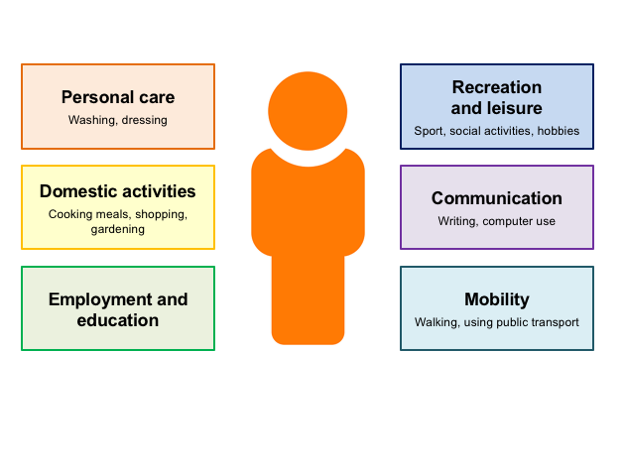 Personal care
Washing, dressing
Domestic activities
Cooking meals, shopping,
gardening
Employment and
education
Recreation
and leisure
Sport, social activities, hobbies
Communication
Writing, computer use
Mobility
Walking, using public transport